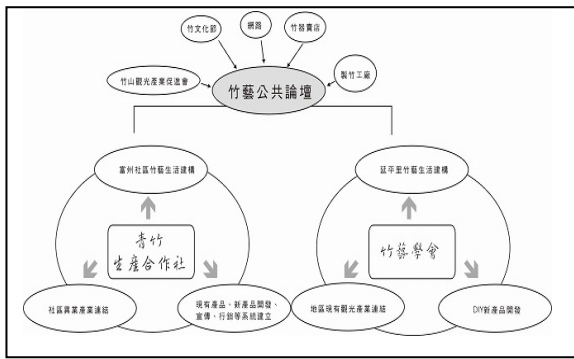 竹文化節
網路
竹器賣店
竹山觀光產業促進會
製竹工廠
竹藝公共論壇
富州社區竹藝生活建構
延平里竹藝生活建構
青竹
生產合作社
竹藝學會
社區異業產業連結
現有產品、新產品開發、
宣傳、行銷等系統建立
地區現有觀光產業連結
DIY新產品開發